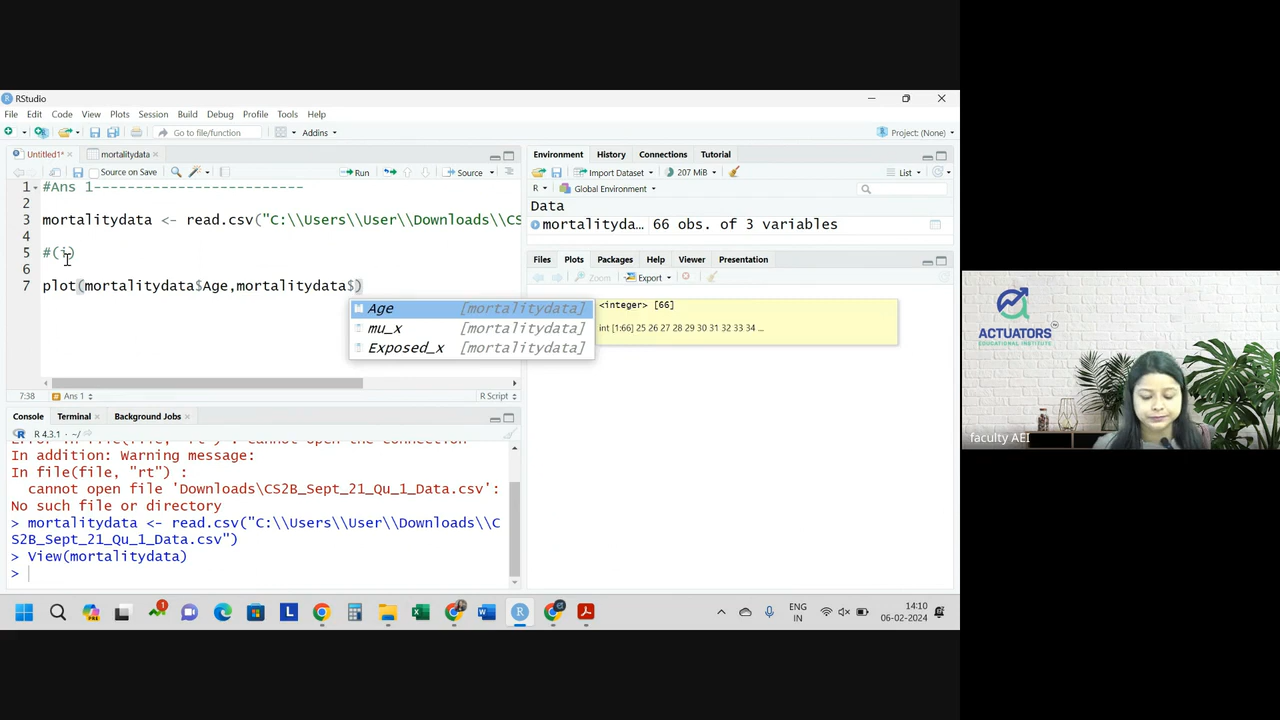 RStudio
File Edit Code View Plots Session Build Debug Profile Tools Help
Go to file/function Addins Project: (None)
Untitled1* mortalitydata
Source on Save Run Source
1 #Ans 1-------------------------
2
3 mortalitydata <- read.csv("C:\\Users\\User\\Downloads\\CS
4
5 #(i)
6
7 plot(mortalitydata$Age,mortalitydata$)
Age [mortalitydata]
mu_x [mortalitydata]
Exposed_x [mortalitydata]
<integer> [66]
int [1:66] 25 26 27 28 29 30 31 32 33 34 ...
7:38 Ans 1 R Script
Environment History Connections Tutorial
Import Dataset 207 MiB List
R Global Environment
Data
mortalityda... 66 obs. of 3 variables
Files Plots Packages Help Viewer Presentation
Zoom Export
Console Terminal Background Jobs
R 4.3.1 · ~/
In addition: Warning message:
In file(file, "rt") :
cannot open file 'Downloads\CS2B_Sept_21_Qu_1_Data.csv':
No such file or directory
> mortalitydata <- read.csv("C:\\Users\\User\\Downloads\\C
S2B_Sept_21_Qu_1_Data.csv")
> View(mortalitydata)
>
ENG
IN
14:10
06-02-2024
ACTUATORS
EDUCATIONAL INSTITUTE
faculty AEI